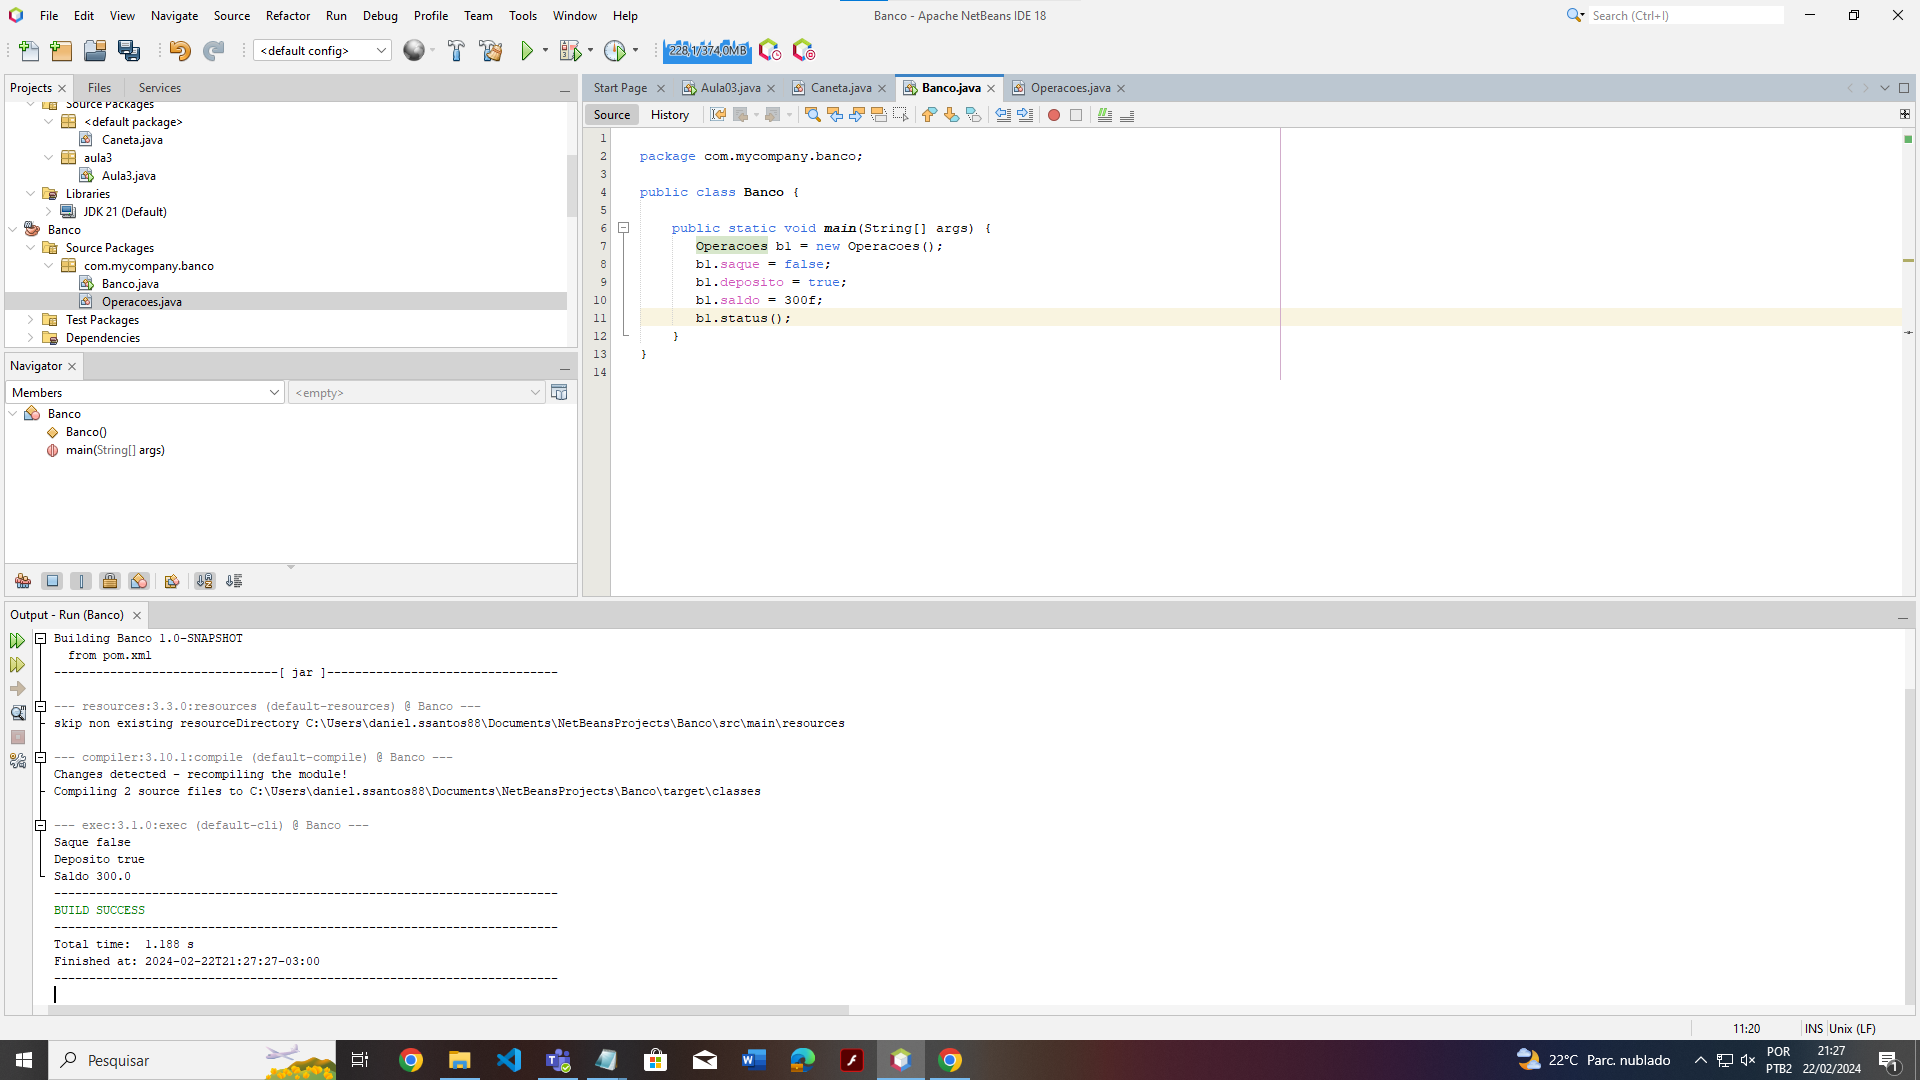 File Edit View Navigate Source Refactor Run Debug Profile Team Tools Window Help
Banco - Apache NetBeans IDE 18
Search (Ctrl+I)
<default config>
228,1/374,0MB
Projects Files Services
Source Packages
<default package>
Caneta.java
aula3
Aula3.java
Libraries
JDK 21 (Default)
Banco
Source Packages
com.mycompany.banco
Banco.java
Operacoes.java
Test Packages
Dependencies
Navigator
Members <empty>
Banco
Banco()
main(String[] args)
Start Page Aula03.java Caneta.java Banco.java Operacoes.java
Source History
1
2 package com.mycompany.banco;
3
4 public class Banco {
5
6 public static void main(String[] args) {
7 Operacoes bl = new Operacoes();
8 bl.saque = false;
9 bl.deposito = true;
10 bl.saldo = 300f;
11 bl.status();
12 }
13 }
14
Output - Run (Banco)
Building Banco 1.0-SNAPSHOT
from pom.xml
--------------------------------[ jar ]---------------------------------
--- resources:3.3.0:resources (default-resources) @ Banco ---
skip non existing resourceDirectory C:\Users\daniel.ssantos88\Documents\NetBeansProjects\Banco\src\main\resources
--- compiler:3.10.1:compile (default-compile) @ Banco ---
Changes detected - recompiling the module!
Compiling 2 source files to C:\Users\daniel.ssantos88\Documents\NetBeansProjects\Banco\target\classes
--- exec:3.1.0:exec (default-cli) @ Banco ---
Saque false
Deposito true
Saldo 300.0
------------------------------------------------------------------------
BUILD SUCCESS
------------------------------------------------------------------------
Total time:  1.188 s
Finished at: 2024-02-22T21:27:27-03:00
------------------------------------------------------------------------
11:20 INS Unix (LF)
Pesquisar
22°C Parc. nublado
POR
PTB2
21:27
22/02/2024
1